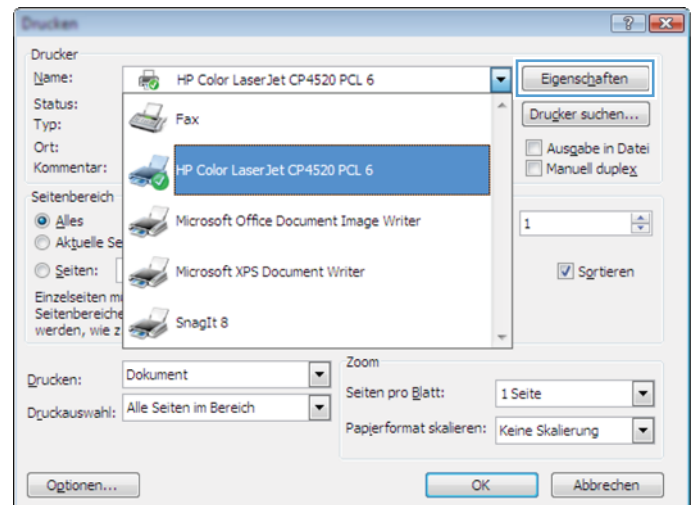 Drucken
Drucker
Name: HP Color LaserJet CP4520 PCL 6 Eigenschaften
Status:
Fax
Drucker suchen...
Typ:
Ort:
Ausgabe in Datei
Kommentar:
HP Color LaserJet CP4520 PCL 6
Manuell duplex
Seitenbereich
Alles
Microsoft Office Document Image Writer
1
Aktuelle Se
Seiten:
Microsoft XPS Document Writer
Sortieren
Einzelseiten mi
Seitenbereiche
werden, wie z
SnagIt 8
Drucken: Dokument
Druckauswahl: Alle Seiten im Bereich
Zoom
Seiten pro Blatt: 1 Seite
Papierformat skalieren: Keine Skalierung
Optionen... OK Abbrechen